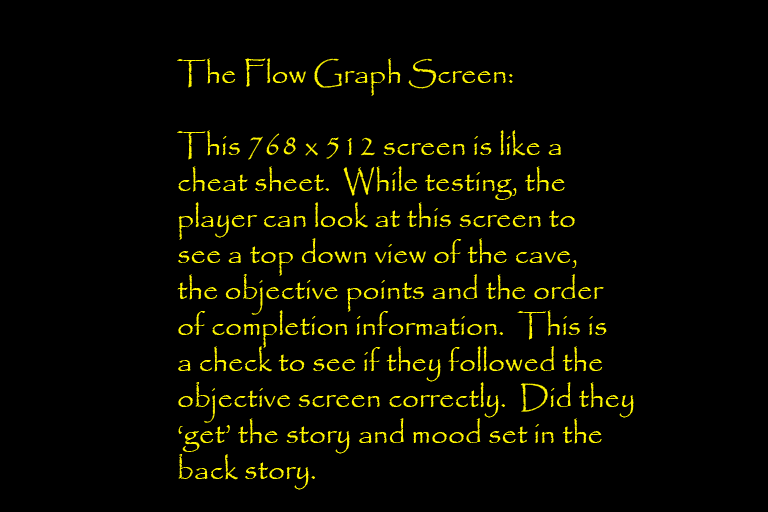 The Flow Graph Screen:
This 768 x 512 screen is like a
cheat sheet.  While testing, the
player can look at this screen to
see a top down view of the cave,
the objective points and the order
of completion information.  This is
a check to see if they followed the
objective screen correctly.  Did they
‘get’ the story and mood set in the
back story.